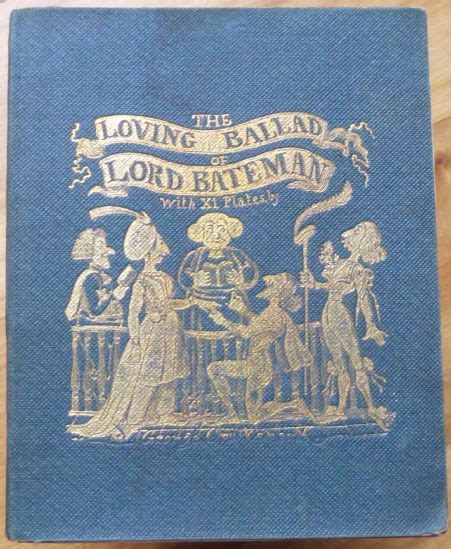 THE
LOVING BALLAD
OF
LORD BATEMAN
With XI Plates by